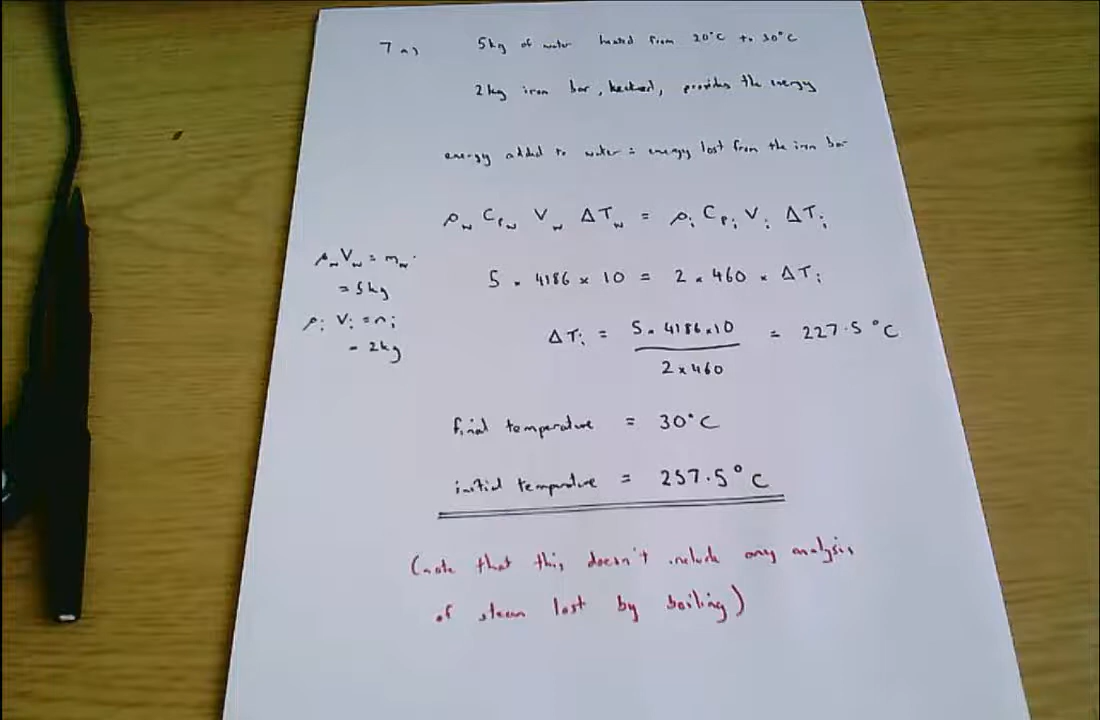 7 a)
5kg of water heated from 20°C to 30°C
2kg iron bar, heated, provides the energy
energy added to water = energy lost from the iron bar
ρw Cpw Vw ΔTw = ρi Cpi Vi ΔTi
ρw Vw = mw
= 5kg
5 × 4186 × 10 = 2 × 460 × ΔTi
ρi Vi = mi
= 2kg
ΔTi = 5 × 4186 × 10 / 2 × 460 = 227.5°C
final temperature = 30°C
initial temperature = 257.5°C
(note that this doesn't include any analysis
of steam lost by boiling)